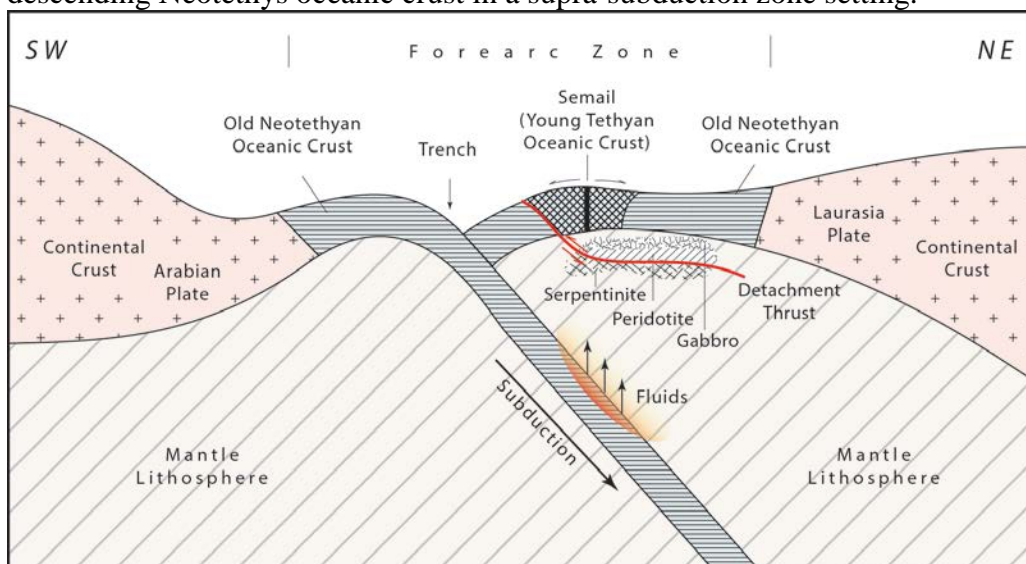 descending Neotethys oceanic crust in a supra-subduction zone setting.
SW
Forearc Zone
NE
Semail
(Young Tethyan
Oceanic Crust)
Old Neotethyan
Oceanic Crust
Trench
Old Neotethyan
Oceanic Crust
Continental
Crust
Arabian
Plate
Laurasia
Plate
Continental
Crust
Serpentinite
Peridotite
Gabbro
Detachment
Thrust
Fluids
Subduction
Mantle
Lithosphere
Mantle
Lithosphere